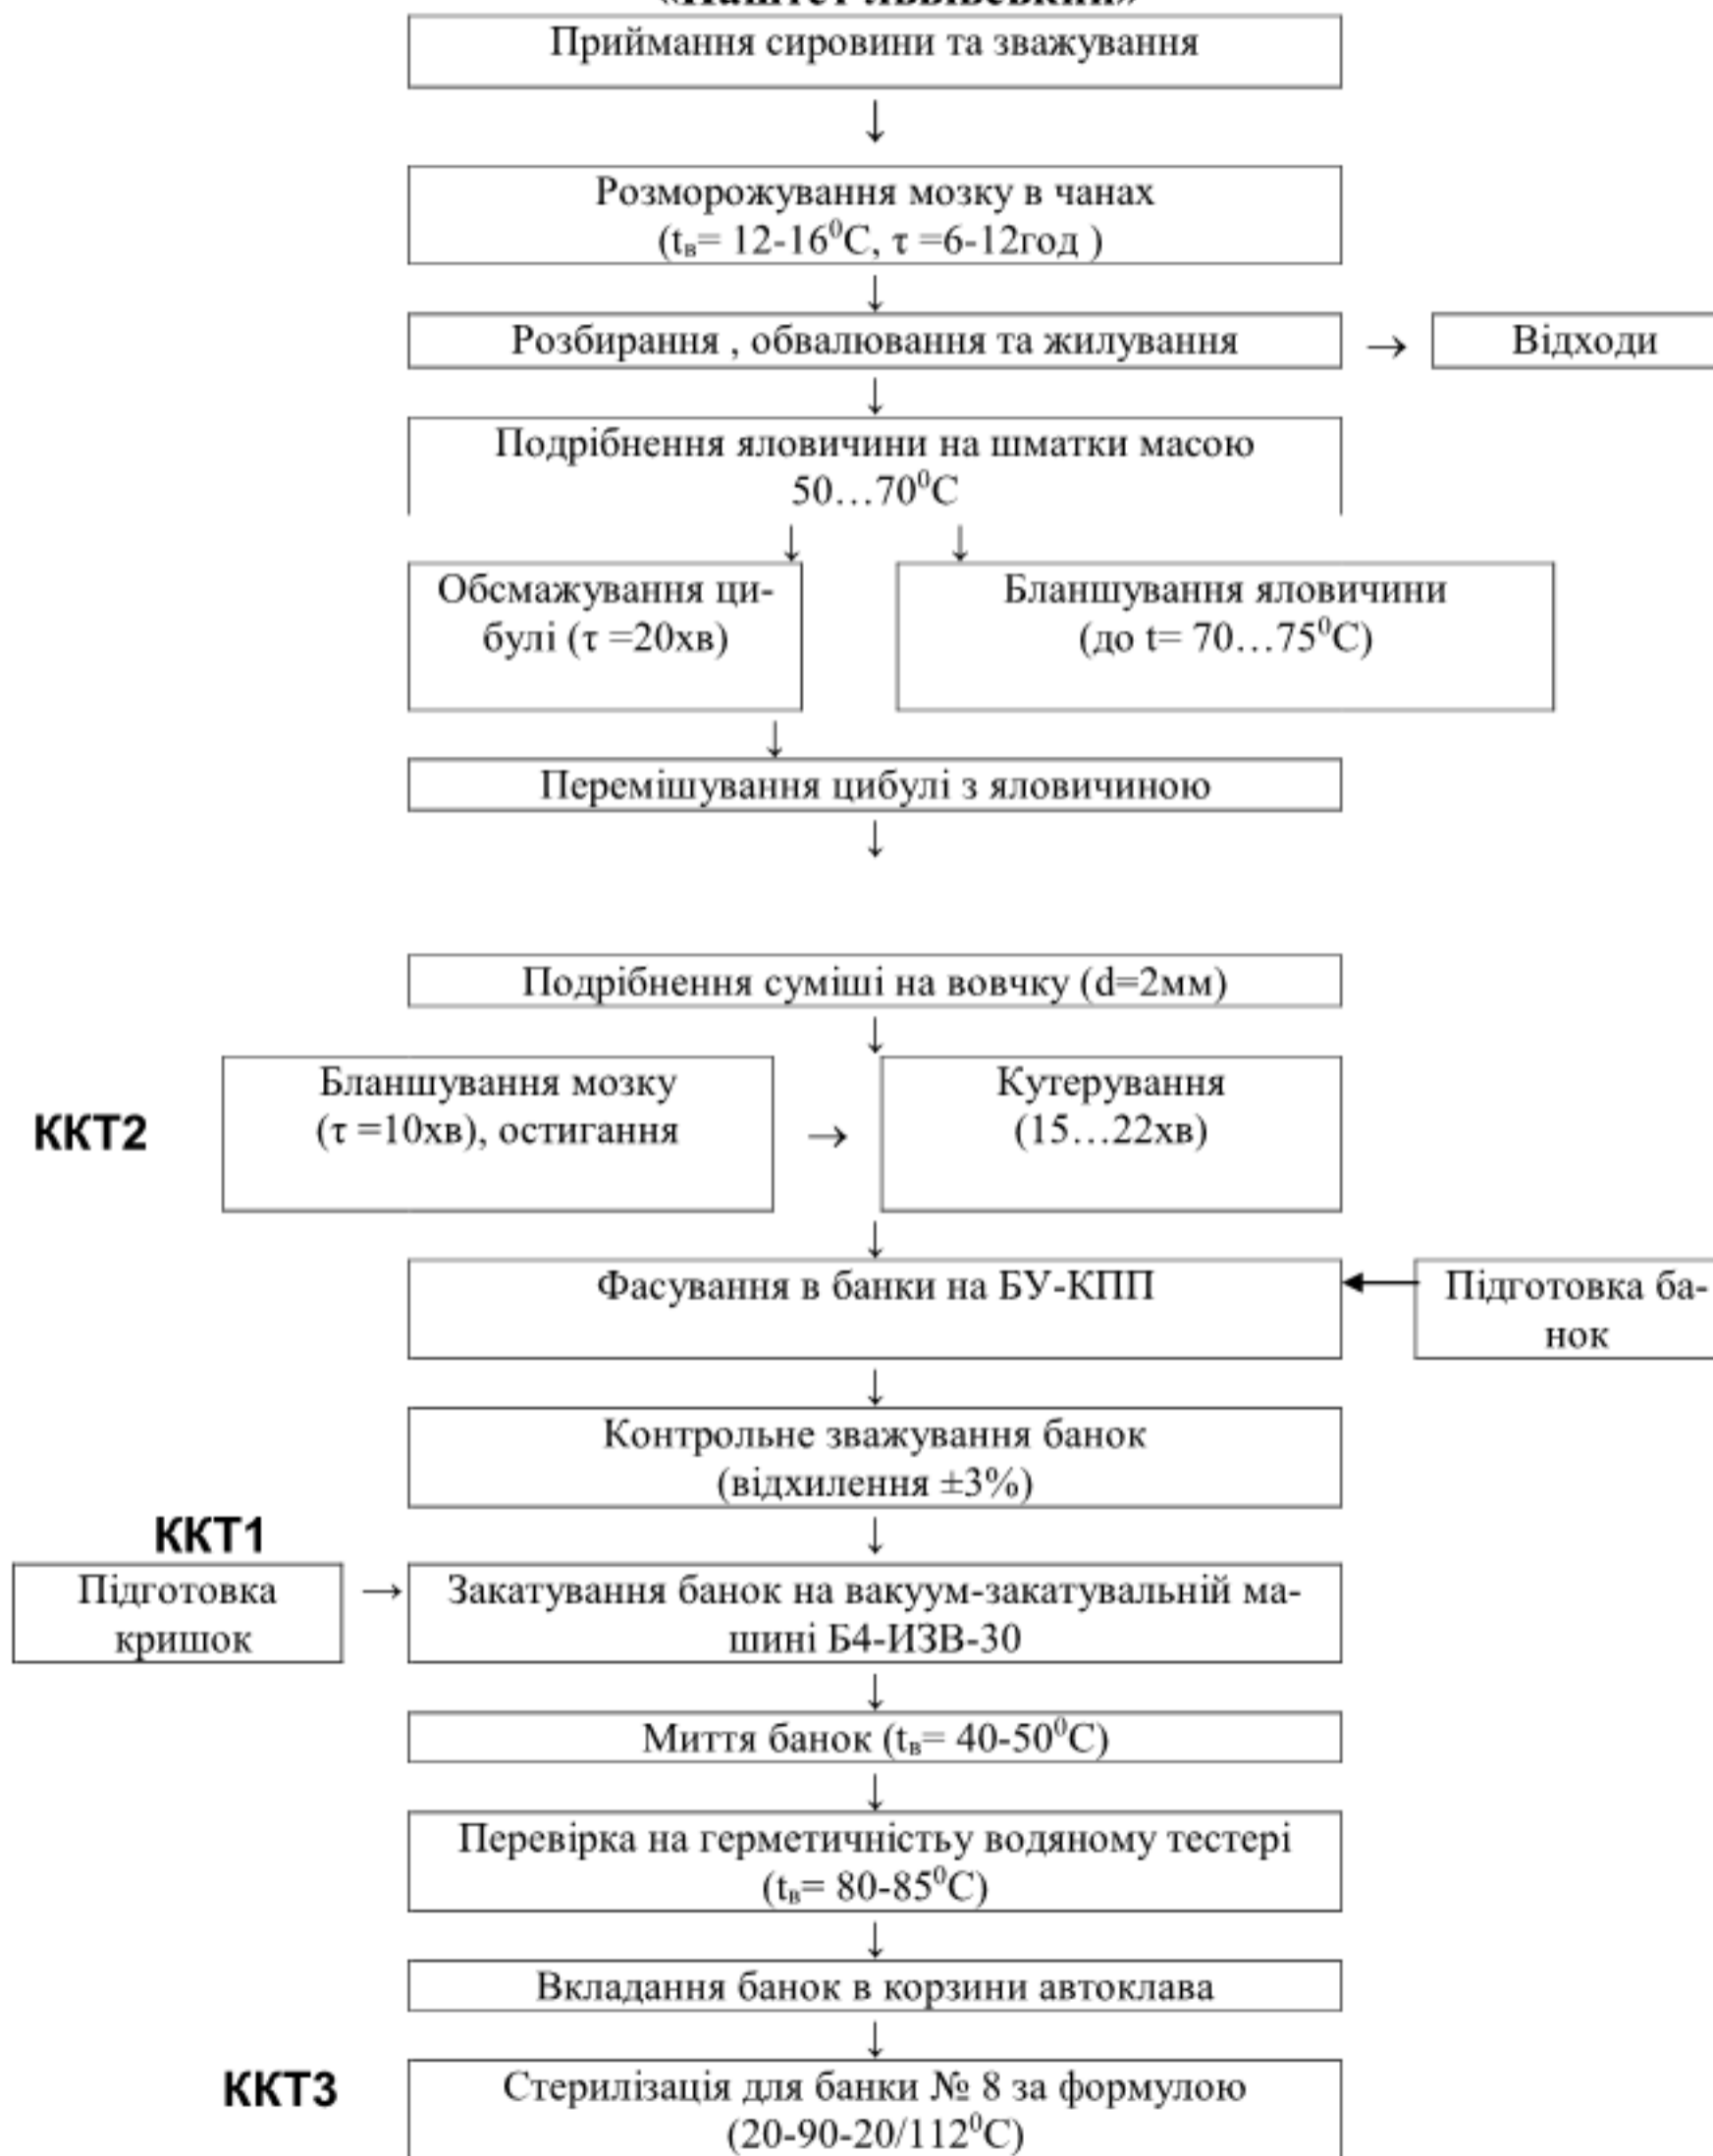 Приймання сировини та зважування
↓
Розморожування мозку в чанах
(tв= 12-16⁰С, τ =6-12год )
↓
Розбирання , обвалювання та жилування → Відходи
↓
Подрібнення яловичини на шматки масою
50…70⁰С
↓ ↓
Обсмажування ци-
булі (τ =20хв)
Бланшування яловичини
(до t= 70…75⁰С)
↓
Перемішування цибулі з яловичиною
↓
Подрібнення суміші на вовчку (d=2мм)
↓
ККТ2
Бланшування мозку
(τ =10хв), остигання
→
Кутерування
(15…22хв)
↓
Фасування в банки на БУ-КПП
←
Підготовка ба-
нок
↓
Контрольне зважування банок
(відхилення ±3%)
↓
ККТ1
Підготовка
кришок
→
Закатування банок на вакуум-закатувальній ма-
шині Б4-ИЗВ-30
↓
Миття банок (tв= 40-50⁰С)
↓
Перевірка на герметичністьу водяному тестері
(tв= 80-85⁰С)
↓
Вкладання банок в корзини автоклава
↓
ККТ3
Стерилізація для банки № 8 за формулою
(20-90-20/112⁰С)